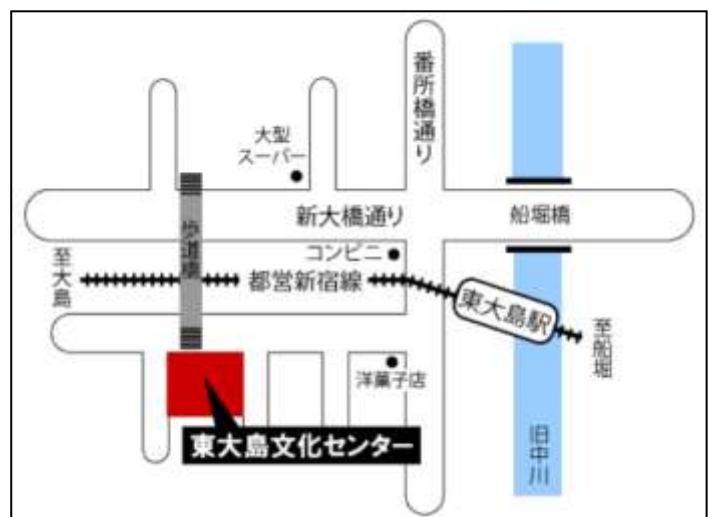 番所橋通り
大型
スーパー
新大橋通り
船堀橋
歩道橋
コンビニ
至大島
都営新宿線
東大島駅
至船堀
洋菓子店
東大島文化センター
旧中川